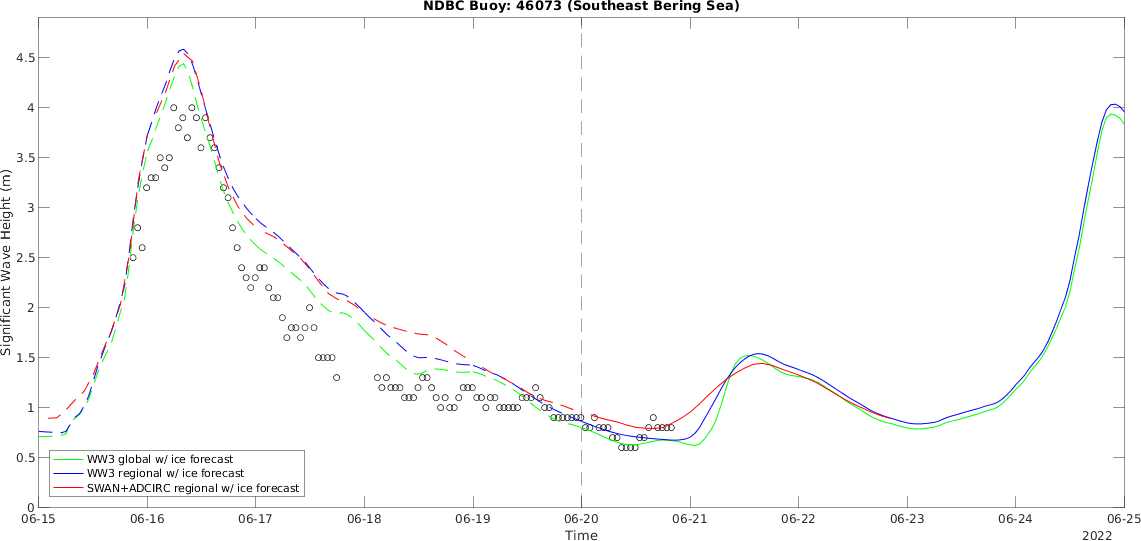 NDBC Buoy: 46073 (Southeast Bering Sea)
Significant Wave Height (m)
4.5
4
3.5
3
2.5
2
1.5
1
0.5
0
WW3 global w/ ice forecast
WW3 regional w/ ice forecast
SWAN+ADCIRC regional w/ ice forecast
06-15 06-16 06-17 06-18 06-19 06-20 06-21 06-22 06-23 06-24 06-25
Time
2022